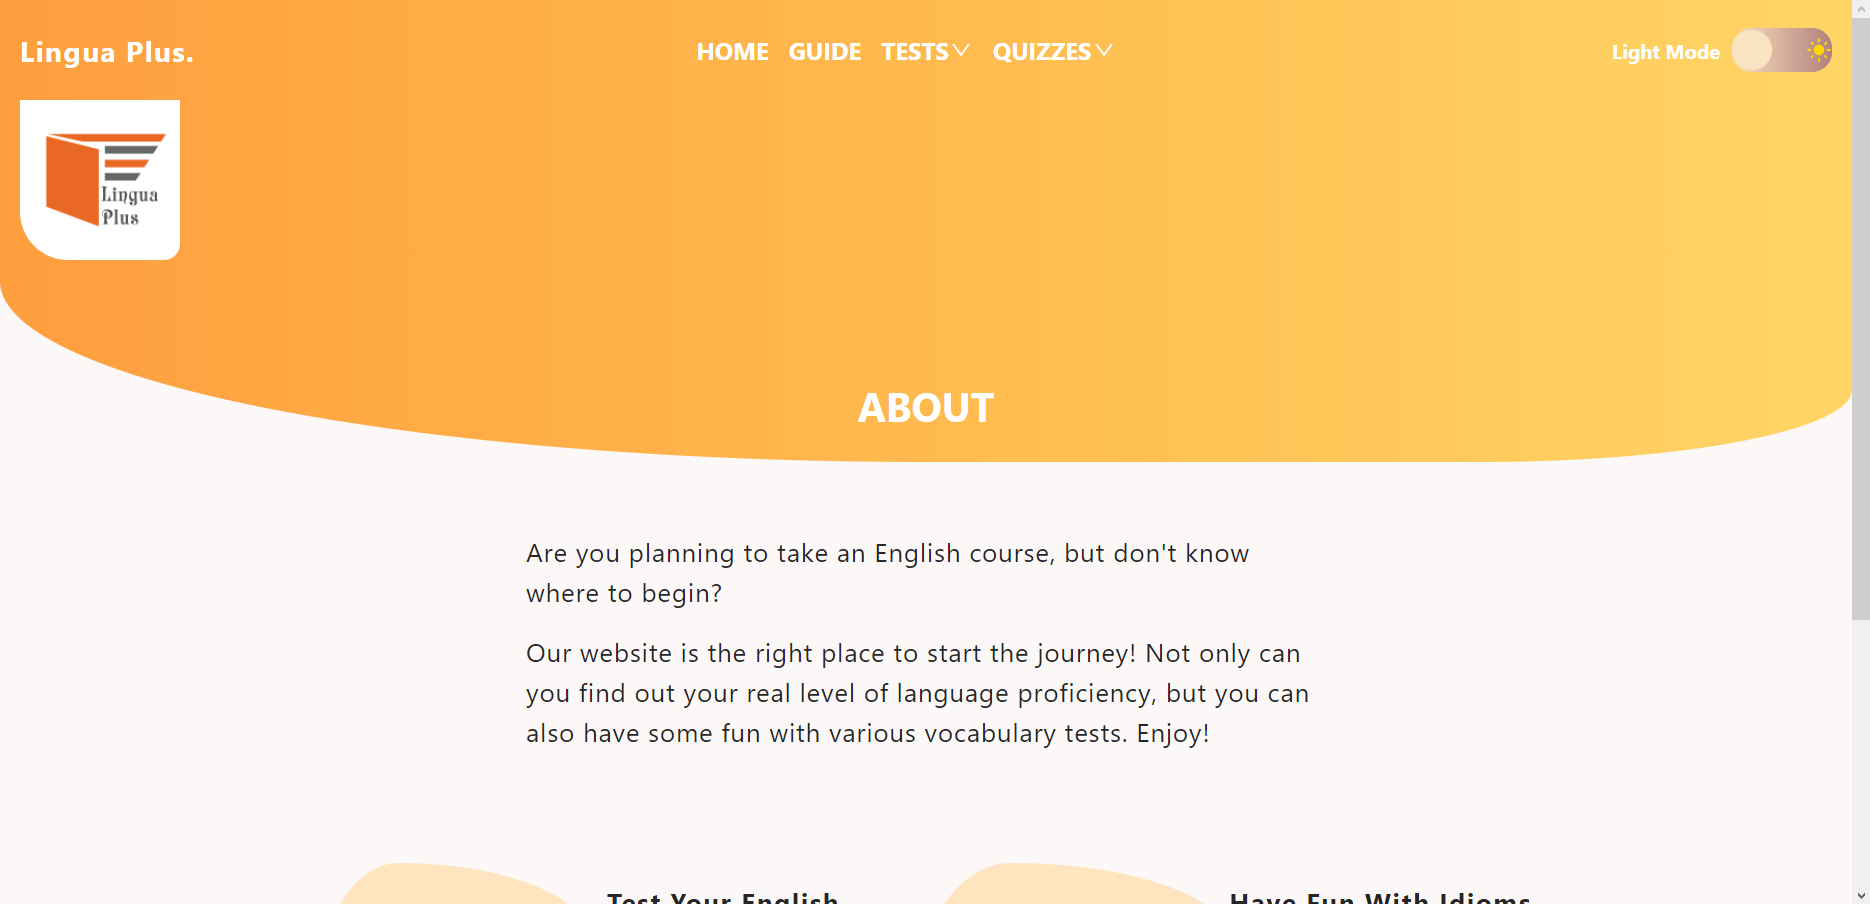 Lingua Plus.
HOME GUIDE TESTS QUIZZES
Light Mode
Lingua
Plus
ABOUT
Are you planning to take an English course, but don't know
where to begin?
Our website is the right place to start the journey! Not only can
you find out your real level of language proficiency, but you can
also have some fun with various vocabulary tests. Enjoy!
Test Your English
Have Fun With Idioms